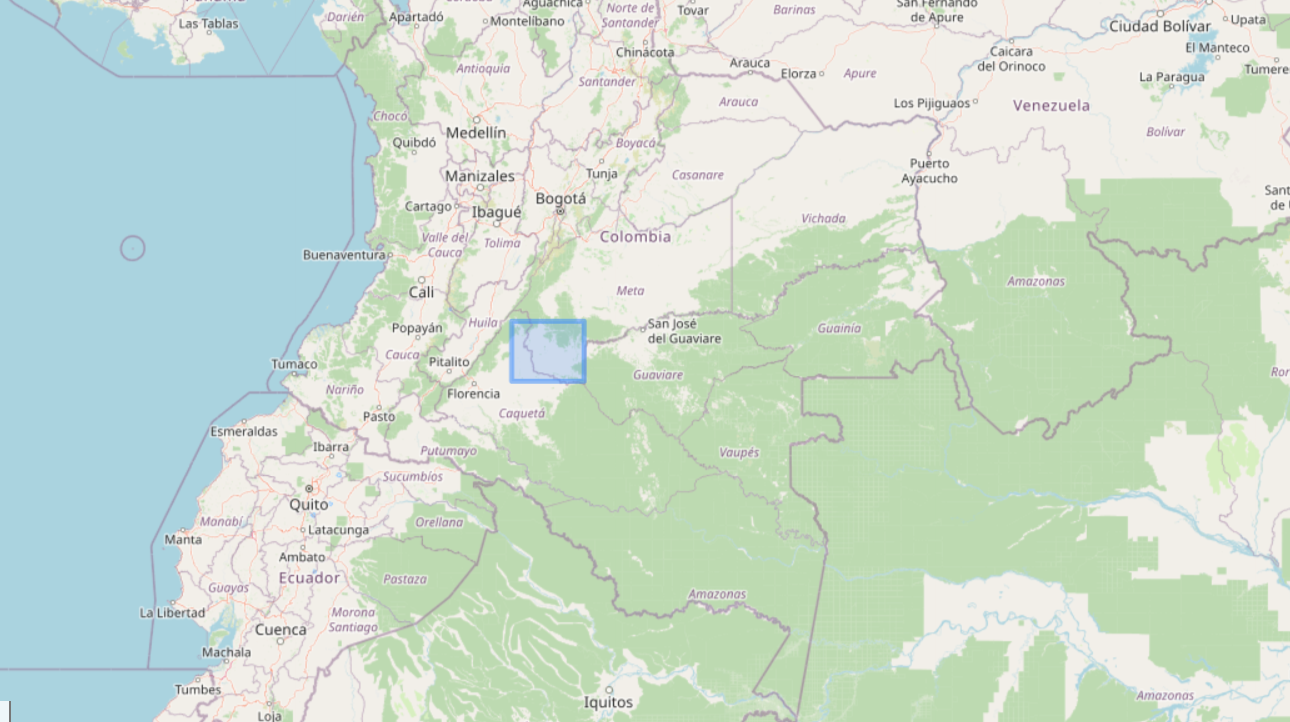 Panamá
Darién
Las Tablas
Apartadó
Montelíbano
Aguachica
Norte de
Santander
Tovar
Barinas
San Fernando
de Apure
Ciudad Bolívar
Upata
El Manteco
Chinácota
Arauca
Elorza
Apure
Caicara
del Orinoco
La Paragua
Antioquia
Santander
Arauca
Los Pijiguaos
Venezuela
Chocó
Medellín
Quibdó
Boyacá
Bolívar
Manizales
Tunja
Casanare
Puerto
Ayacucho
Cartago
Ibagué
Bogotá
Vichada
Valle del
Cauca
Tolima
Colombia
Buenaventura
Cali
Meta
Amazonas
Popayán
Huila
San José
del Guaviare
Guainía
Cauca
Pitalito
Tumaco
Nariño
Florencia
Guaviare
Pasto
Caquetá
Esmeraldas
Ibarra
Putumayo
Vaupés
Sucumbíos
Quito
Manabí
Latacunga
Orellana
Manta
Ambato
Ecuador
Pastaza
Guayas
Amazonas
La Libertad
Morona
Santiago
Cuenca
Machala
Tumbes
Iquitos
Amazonas
Loja